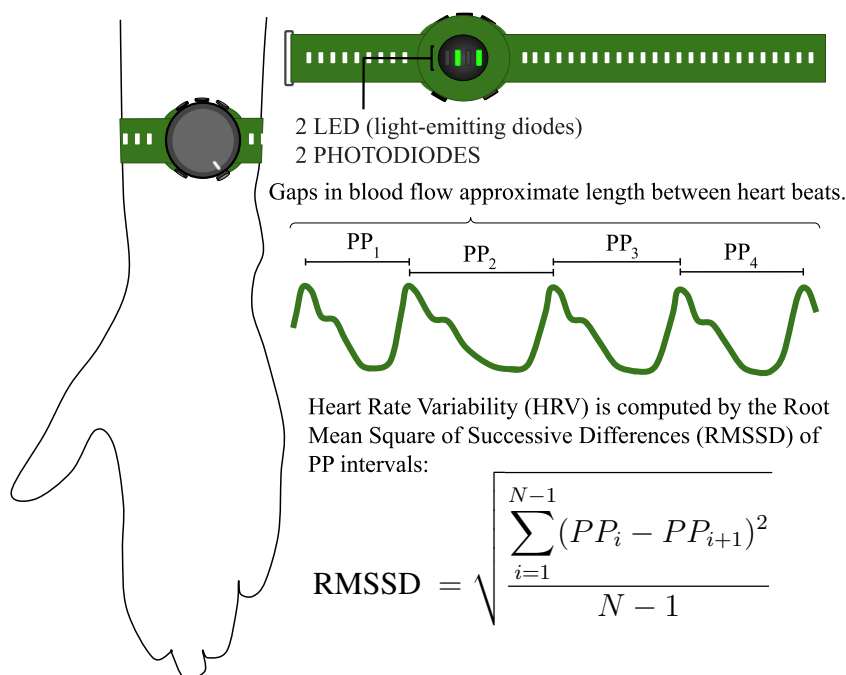 2 LED (light-emitting diodes)
2 PHOTODIODES
Gaps in blood flow approximate length between heart beats.
PP₁ PP₂ PP₃ PP₄
Heart Rate Variability (HRV) is computed by the Root
Mean Square of Successive Differences (RMSSD) of
PP intervals:
RMSSD = √(∑_{i=1}^{N−1}(PP_i − PP_{i+1})² / (N − 1))